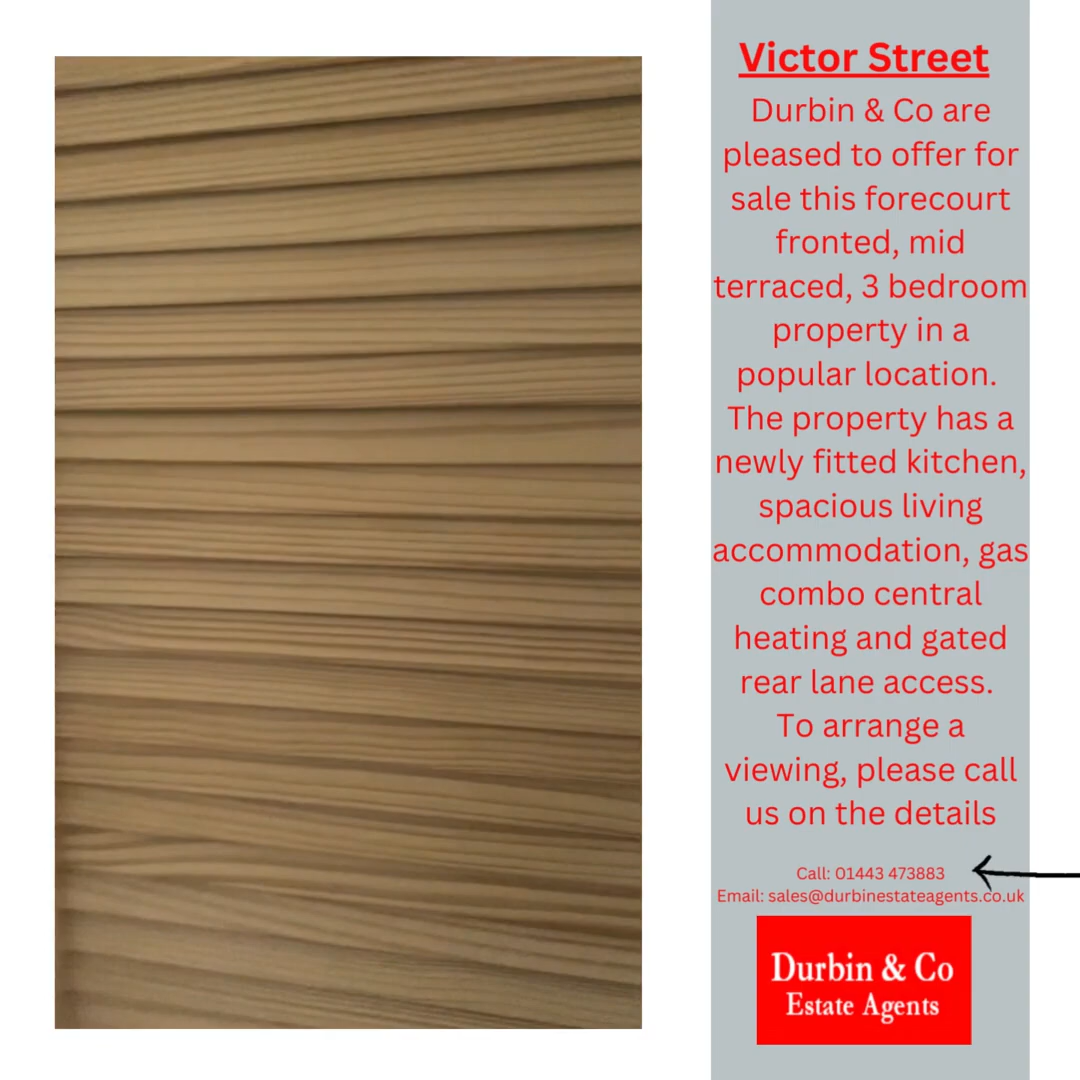 Victor Street
Durbin & Co are
pleased to offer for
sale this forecourt
fronted, mid
terraced, 3 bedroom
property in a
popular location.
The property has a
newly fitted kitchen,
spacious living
accommodation, gas
combo central
heating and gated
rear lane access.
To arrange a
viewing, please call
us on the details
Call: 01443 473883
Email: sales@durbinestateagents.co.uk
Durbin & Co
Estate Agents